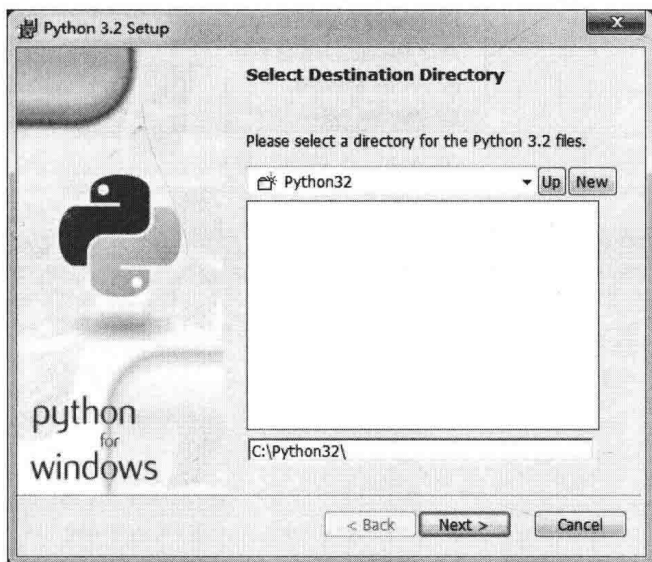 Python 3.2 Setup
x
Select Destination Directory
Please select a directory for the Python 3.2 files.
Python32
Up New
C:\Python32\
python
for
windows
< Back Next > Cancel